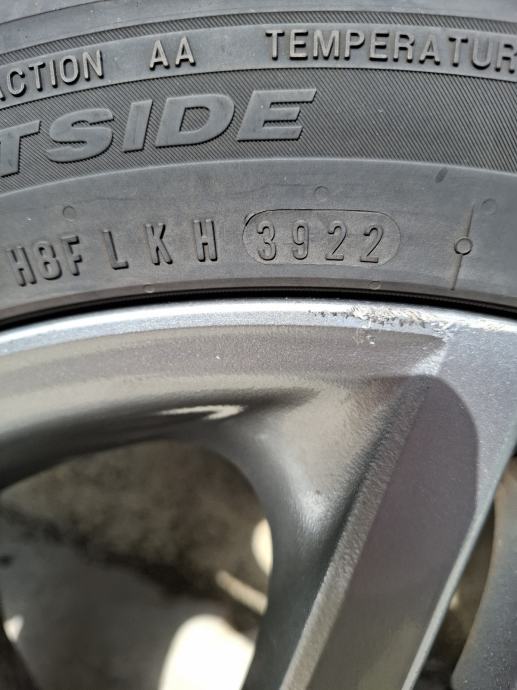 ACTION AA TEMPERATUR
TSIDE
H8F L K H 3922